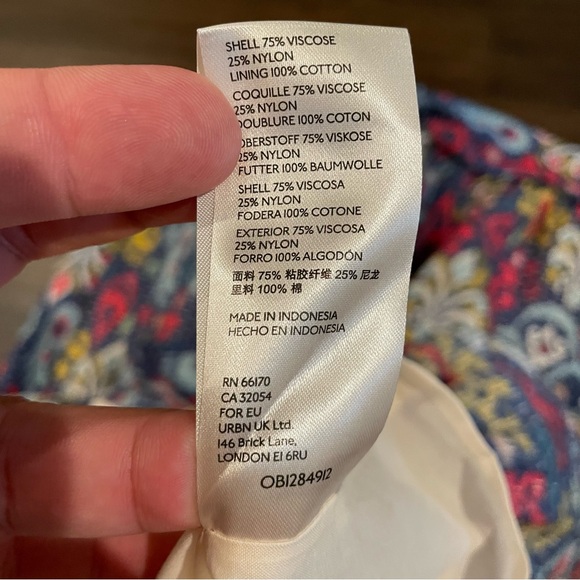 SHELL 75% VISCOSE
25% NYLON
LINING 100% COTTON
COQUILLE 75% VISCOSE
25% NYLON
DOUBLURE 100% COTON
OBERSTOFF 75% VISKOSE
25% NYLON
FUTTER 100% BAUMWOLLE
SHELL 75% VISCOSA
25% NYLON
FODERA 100% COTONE
EXTERIOR 75% VISCOSA
25% NYLON
FORRO 100% ALGODÓN
面料 75% 粘胶纤维 25% 尼龙
里料 100% 棉
MADE IN INDONESIA
HECHO EN INDONESIA
RN 66170
CA 32054
FOR EU
URBN UK Ltd.
146 Brick Lane,
LONDON E1 6RU
OB1284912